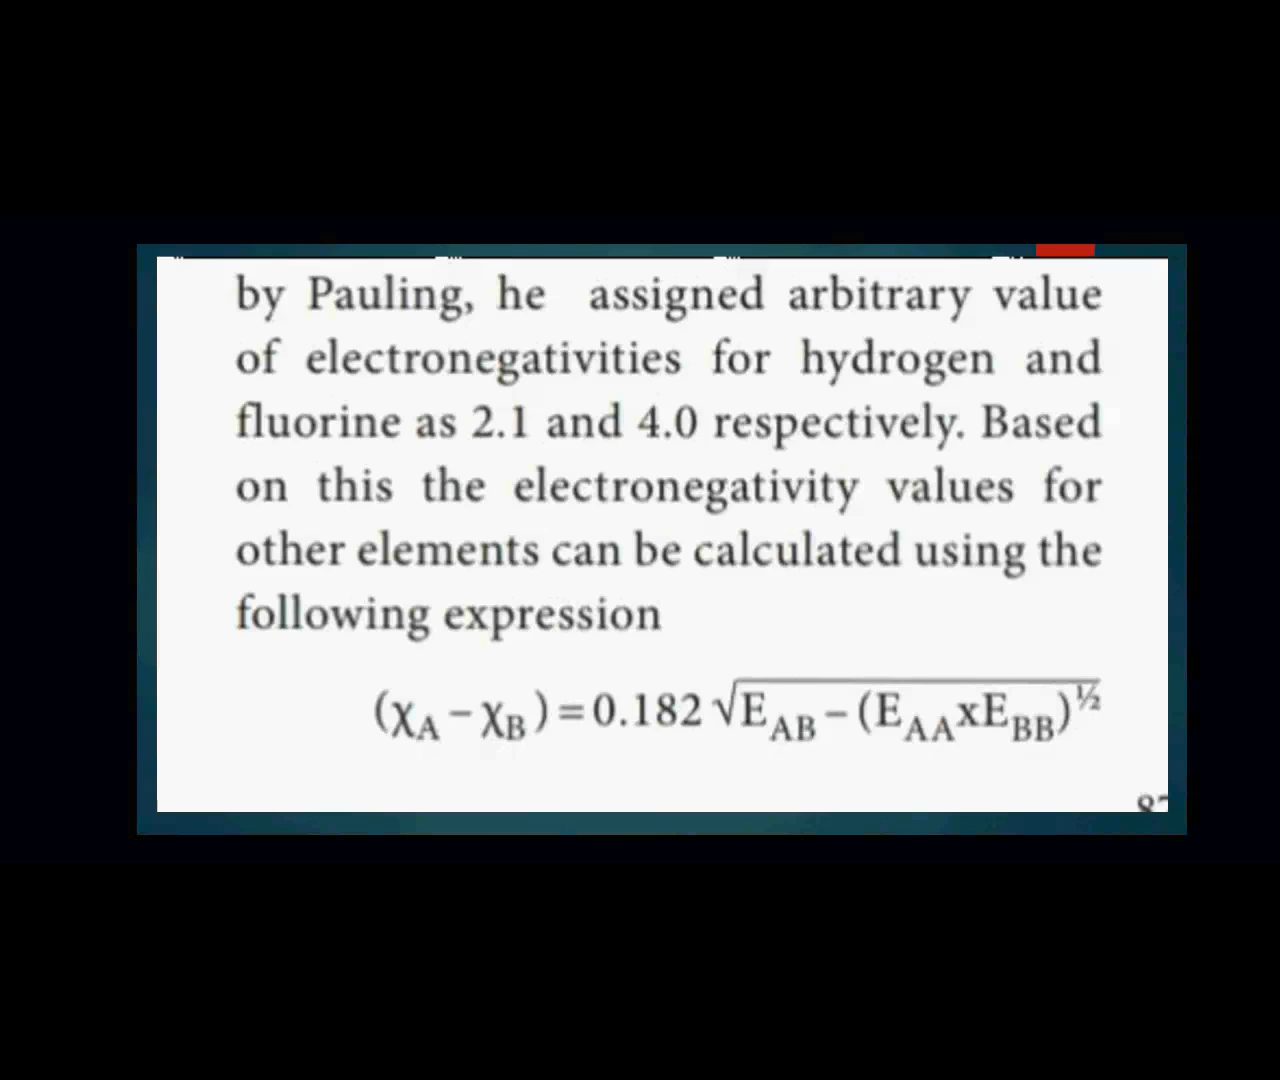 by Pauling, he assigned arbitrary value
of electronegativities for hydrogen and
fluorine as 2.1 and 4.0 respectively. Based
on this the electronegativity values for
other elements can be calculated using the
following expression
(χA − χB) = 0.182 √EAB − (EAAxEBB)½